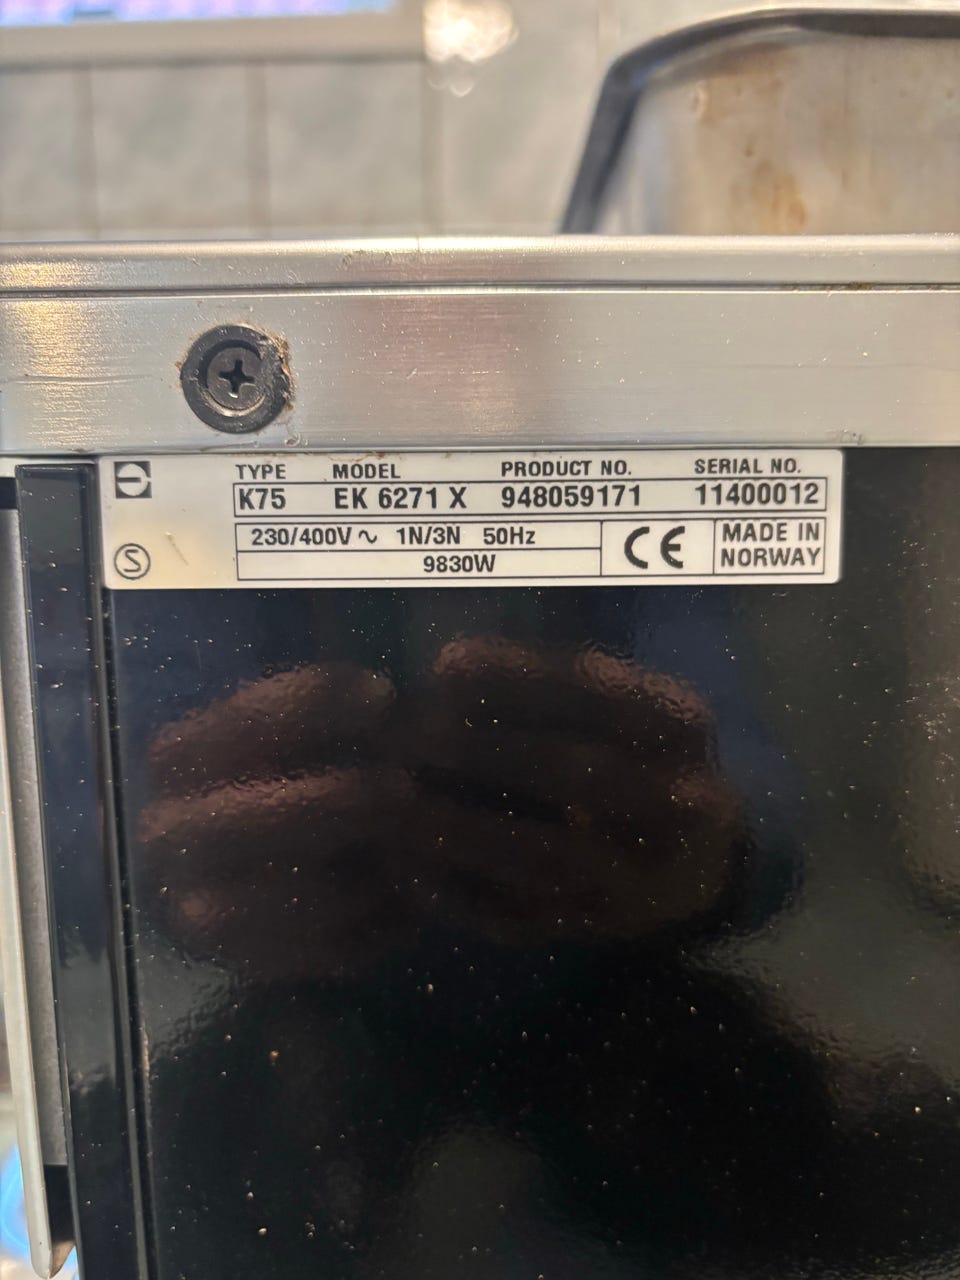 TYPE MODEL PRODUCT NO. SERIAL NO.
K75 EK 6271 X 948059171 11400012
230/400V ∿ 1N/3N 50Hz
9830W
CE
MADE IN
NORWAY
S